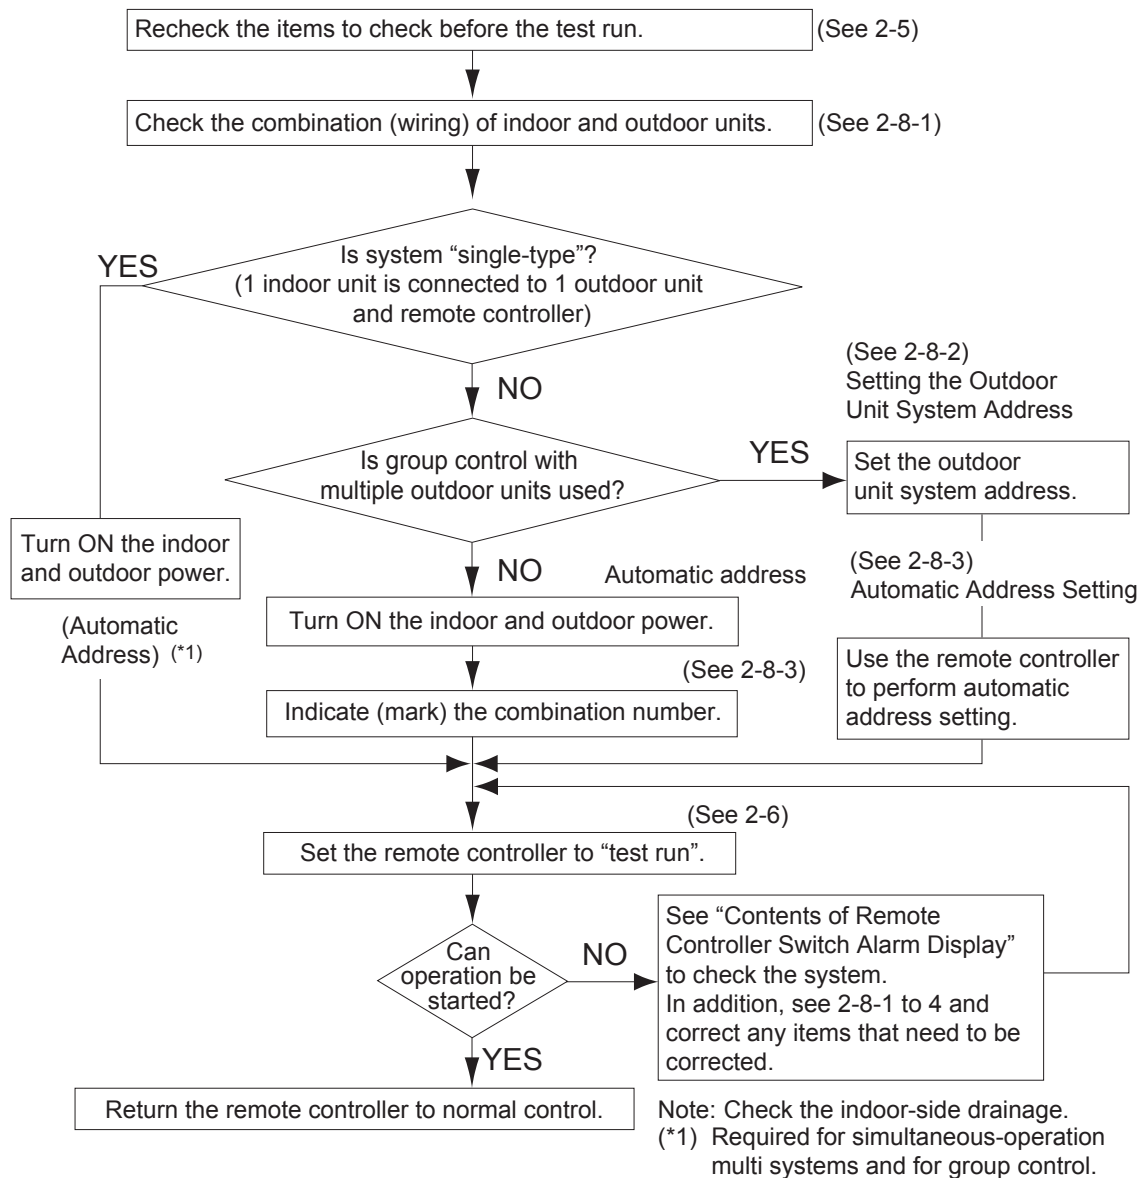 Recheck the items to check before the test run.
(See 2-5)
Check the combination (wiring) of indoor and outdoor units.
(See 2-8-1)
Is system “single-type”?
(1 indoor unit is connected to 1 outdoor unit
and remote controller)
YES
NO
(See 2-8-2)
Setting the Outdoor
Unit System Address
Is group control with
multiple outdoor units used?
YES
Set the outdoor
unit system address.
Turn ON the indoor
and outdoor power.
(Automatic
Address) (*1)
NO
Automatic address
(See 2-8-3)
Automatic Address Setting
Turn ON the indoor and outdoor power.
(See 2-8-3)
Use the remote controller
to perform automatic
address setting.
Indicate (mark) the combination number.
(See 2-6)
Set the remote controller to “test run”.
Can
operation be
started?
NO
See “Contents of Remote
Controller Switch Alarm Display”
to check the system.
In addition, see 2-8-1 to 4 and
correct any items that need to be
corrected.
YES
Return the remote controller to normal control.
Note: Check the indoor-side drainage.
(*1) Required for simultaneous-operation
multi systems and for group control.